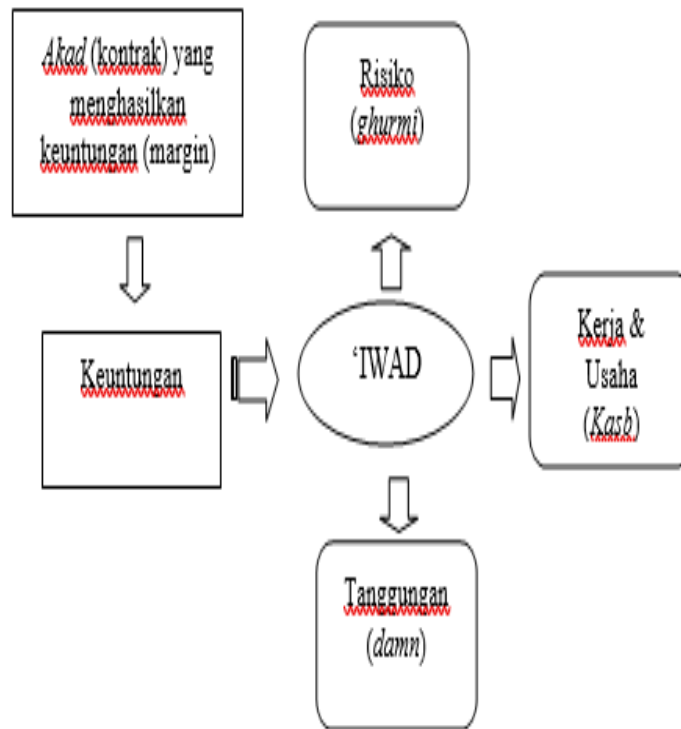 Akad (kontrak) yang
menghasilkan
keuntungan (margin)
Risiko
(ghurmi)
Keuntungan
‘IWAD
Kerja &
Usaha
(Kasb)
Tanggungan
(damn)